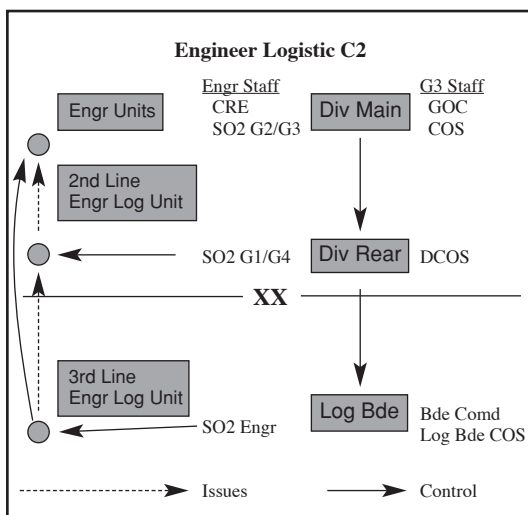 Engineer Logistic C2
Engr Staff
G3 Staff
Engr Units
CRE
Div Main
GOC
SO2 G2/G3
COS
2nd Line
Engr Log Unit
SO2 G1/G4
Div Rear
DCOS
XX
3rd Line
Engr Log Unit
SO2 Engr
Log Bde
Bde Comd
Log Bde COS
Issues
Control